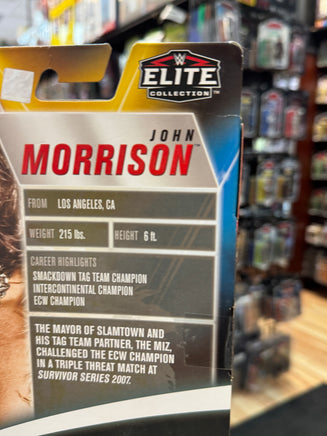 W
ELITE
COLLECTION™
JOHN
MORRISON™
FROM LOS ANGELES, CA
WEIGHT 215 lbs. HEIGHT 6 ft.
CAREER HIGHLIGHTS
SMACKDOWN TAG TEAM CHAMPION
INTERCONTINENTAL CHAMPION
ECW CHAMPION
THE MAYOR OF SLAMTOWN AND
HIS TAG TEAM PARTNER, THE MIZ,
CHALLENGED THE ECW CHAMPION
IN A TRIPLE THREAT MATCH AT
SURVIVOR SERIES 2007.